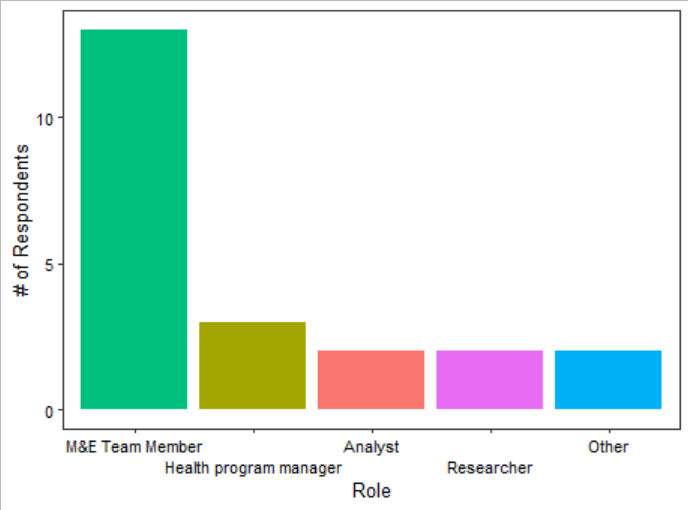 # of Respondents
10
5
0
M&E Team Member
Analyst
Other
Health program manager
Researcher
Role